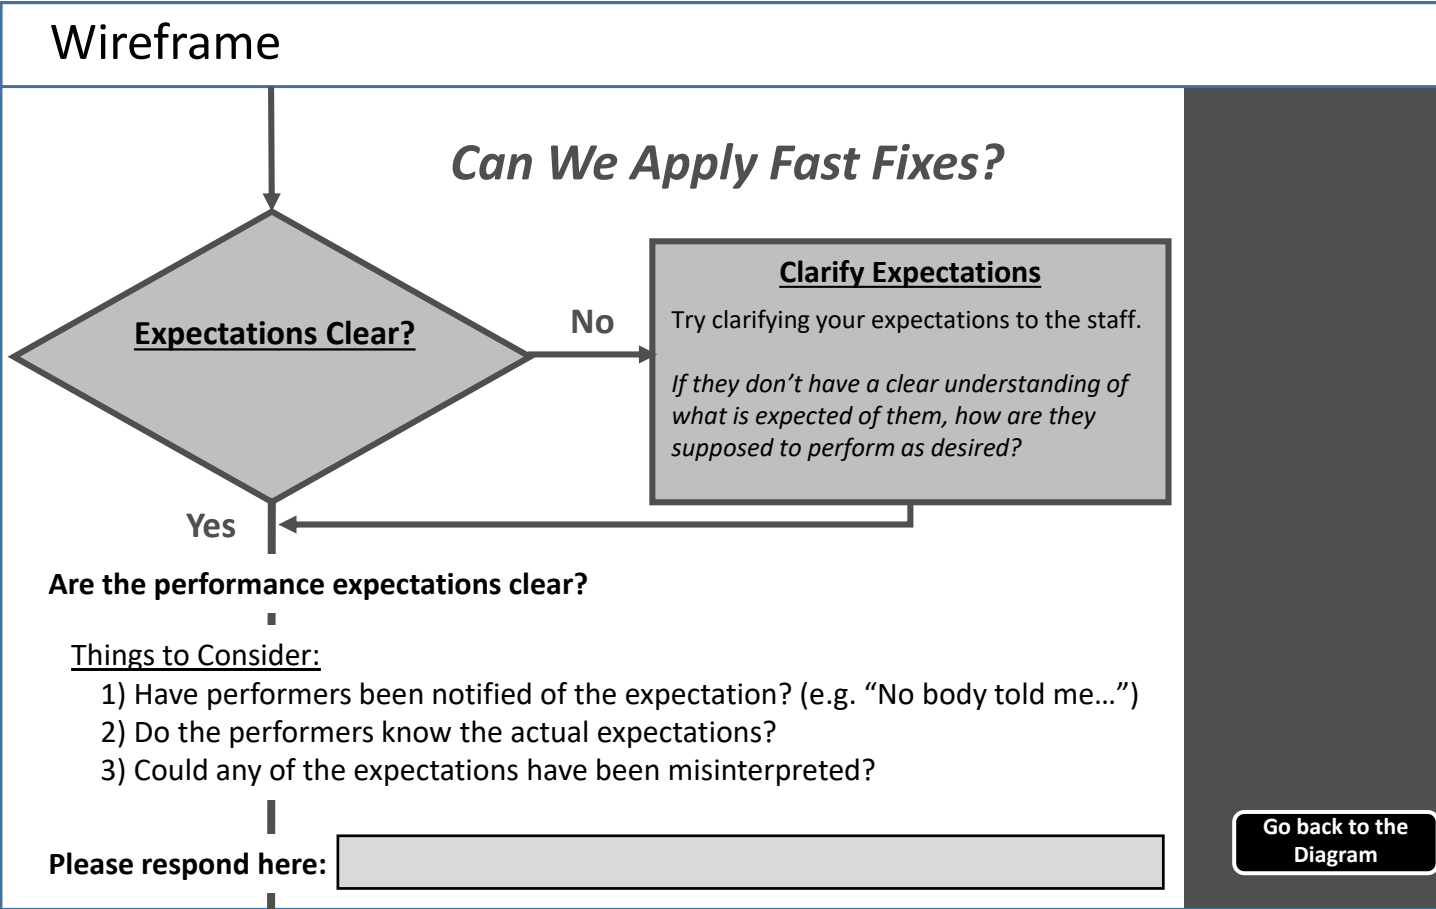 Wireframe
Can We Apply Fast Fixes?
Expectations Clear?
No
Clarify Expectations
Try clarifying your expectations to the staff.
If they don’t have a clear understanding of
what is expected of them, how are they
supposed to perform as desired?
Yes
Are the performance expectations clear?
Things to Consider:
1) Have performers been notified of the expectation? (e.g. “No body told me…”)
2) Do the performers know the actual expectations?
3) Could any of the expectations have been misinterpreted?
Please respond here:
Go back to the
Diagram